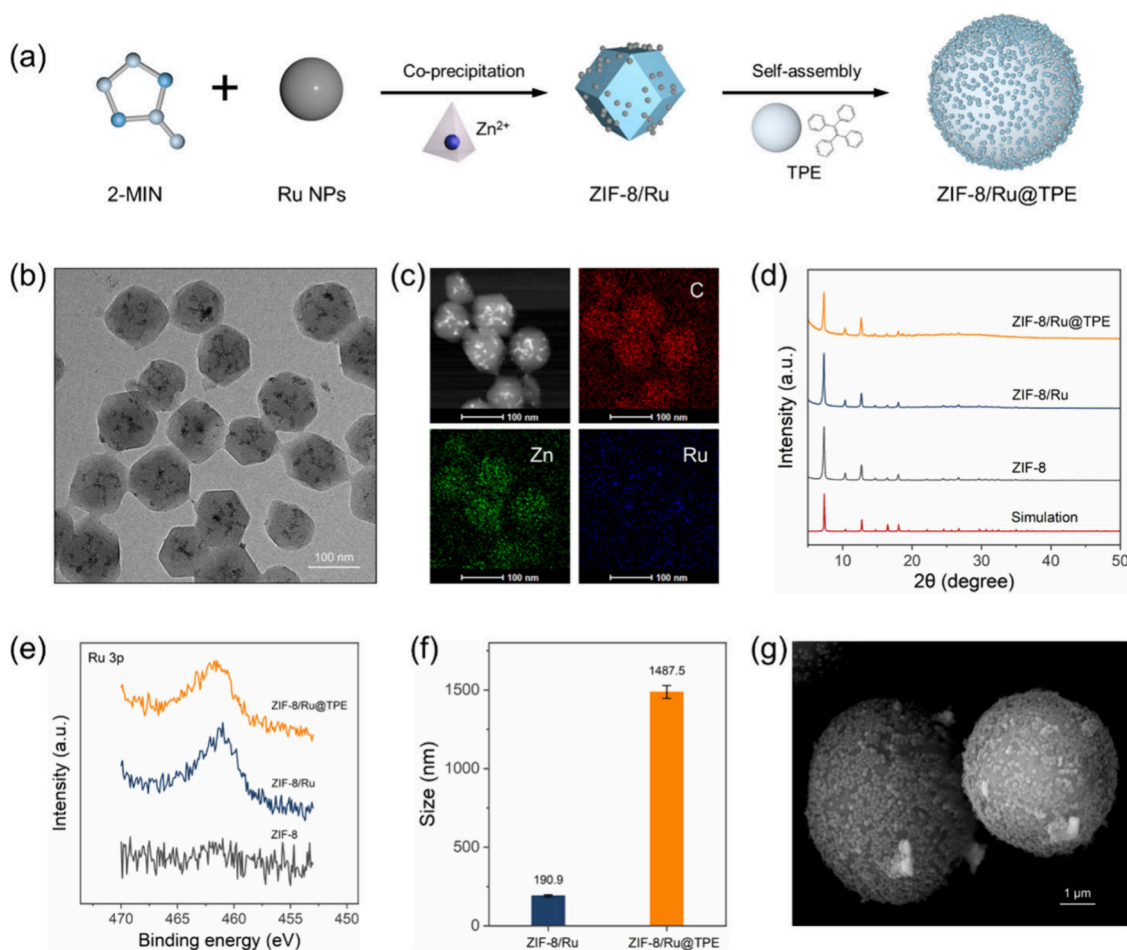 (a)
Co-precipitation
Self-assembly
Zn²⁺
TPE
2-MIN
Ru NPs
ZIF-8/Ru
ZIF-8/Ru@TPE
(b)
100 nm
(c)
C
100 nm
100 nm
Zn
Ru
100 nm
100 nm
(d)
Intensity (a.u.)
ZIF-8/Ru@TPE
ZIF-8/Ru
ZIF-8
Simulation
10
20
30
40
50
2θ (degree)
(e)
Ru 3p
Intensity (a.u.)
ZIF-8/Ru@TPE
ZIF-8/Ru
ZIF-8
470
465
460
455
450
Binding energy (eV)
(f)
Size (nm)
1500
1000
500
0
1487.5
190.9
ZIF-8/Ru
ZIF-8/Ru@TPE
(g)
1 μm